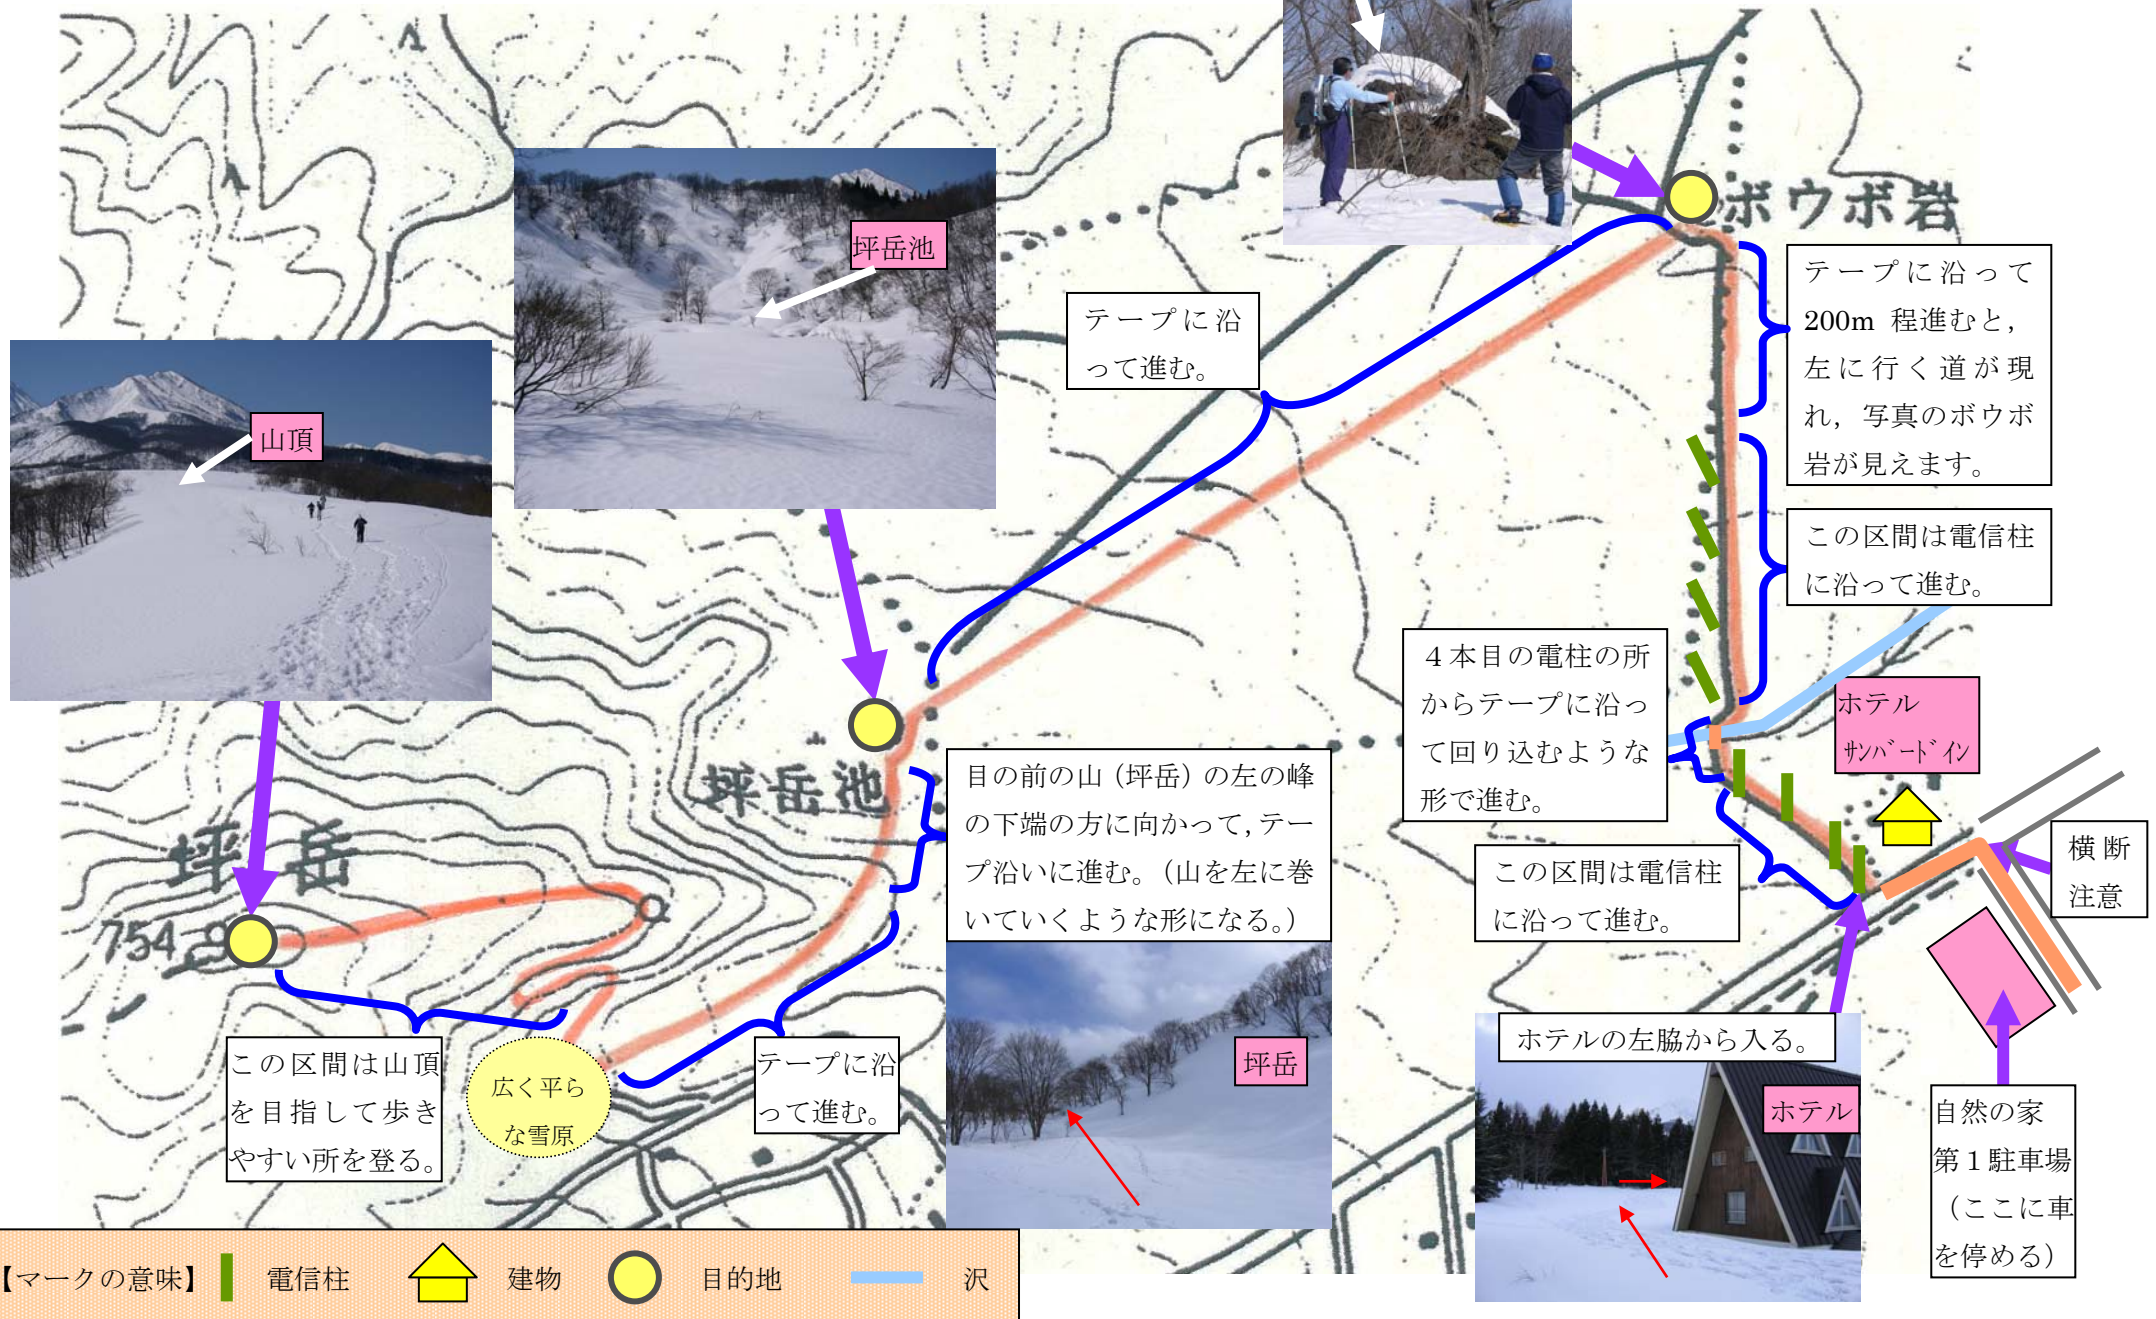 ボウボ岩
坪岳池
テープに沿
って進む。
テープに沿って
200m 程進むと,
左に行く道が現
れ, 写真のボウボ
岩が見えます。
山頂
この区間は電信柱
に沿って進む。
4本目の電柱の所
からテープに沿っ
て回り込むような
形で進む。
ホテル
サンバードイン
坪岳池
目の前の山(坪岳)の左の峰
の下端の方に向かって,テー
プ沿いに進む。(山を左に巻
いていくような形になる。)
坪岳
754
この区間は電信柱
に沿って進む。
横断
注意
この区間は山頂
を目指して歩き
やすい所を登る。
広く平ら
な雪原
テープに沿
って進む。
坪岳
ホテルの左脇から入る。
ホテル
自然の家
第1駐車場
(ここに車
を停める)
【マークの意味】 電信柱 建物 目的地 沢